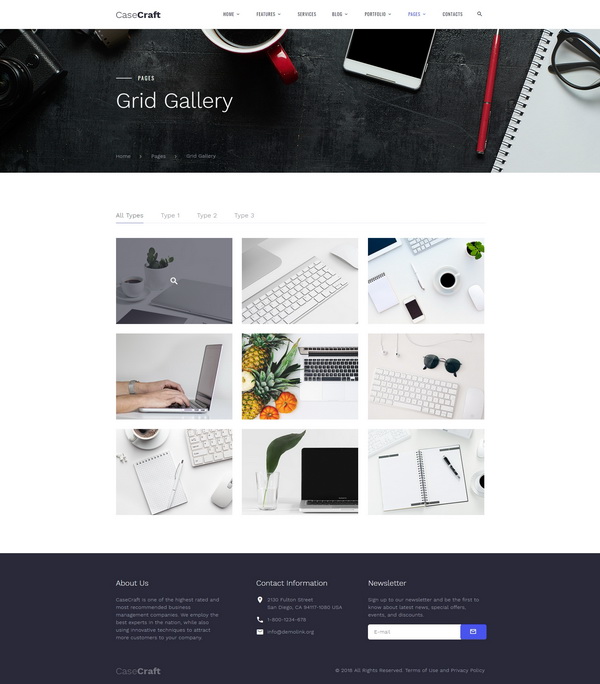 CaseCraft
HOME FEATURES SERVICES BLOG PORTFOLIO PAGES CONTACTS
PAGES
Grid Gallery
Home Pages Grid Gallery
All Types Type 1 Type 2 Type 3
About Us
CaseCraft is one of the highest rated and
most recommended business
management companies. We employ the
best experts in the nation, while also
using innovative techniques to attract
more customers to your company.
Contact Information
2130 Fulton Street
San Diego, CA 94117-1080 USA
1-800-1234-678
info@demolink.org
Newsletter
Sign up to our newsletter and be the first to
know about latest news, special offers,
events, and discounts.
E-mail
CaseCraft
© 2018 All Rights Reserved. Terms of Use and Privacy Policy